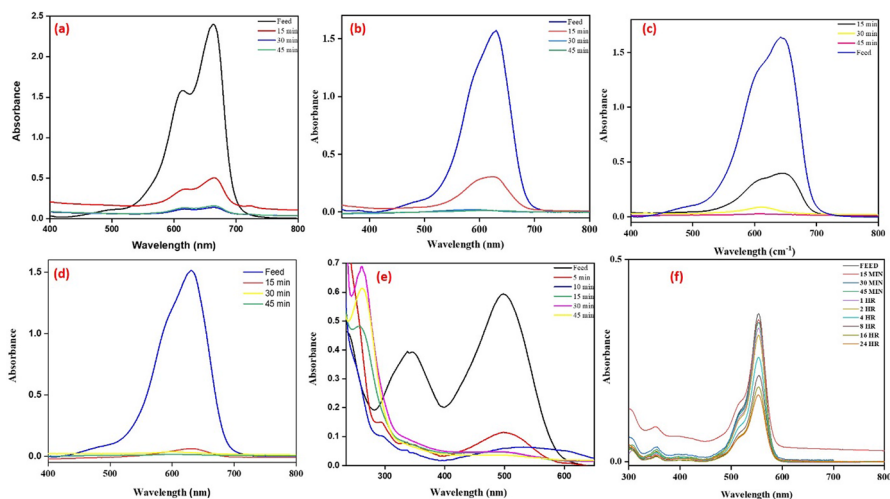 (a)
Feed
15 min
30 min
45 min
2.5
2.0
1.5
1.0
0.5
0.0
Absorbance
400 500 600 700 800
Wavelength (nm)
(b)
Feed
15 min
30 min
45 min
1.5
1.0
0.5
0.0
Absorbance
400 500 600 700 800
Wavelength (nm)
(c)
15 min
30 min
45 min
Feed
1.5
1.0
0.5
0.0
Absorbance
400 500 600 700 800
Wavelength (cm-1)
(d)
Feed
15 min
30 min
45 min
1.5
1.0
0.5
0.0
Absorbance
400 500 600 700 800
Wavelength (nm)
(e)
Feed
5 min
10 min
15 min
30 min
45 min
0.7
0.6
0.5
0.4
0.3
0.2
0.1
0.0
Absorbance
300 400 500 600
Wavelength (nm)
(f)
FEED
15 MIN
30 MIN
45 MIN
1 HR
2 HR
4 HR
8 HR
16 HR
24 HR
0.5
0.0
Absorbance
300 400 500 600 700 800
Wavelength (nm)